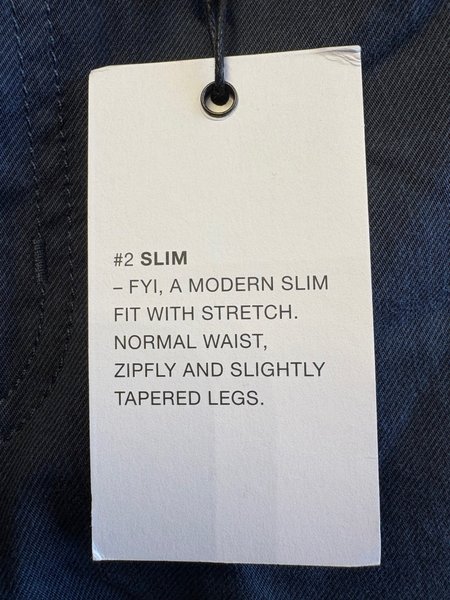 #2 SLIM
– FYI, A MODERN SLIM
FIT WITH STRETCH.
NORMAL WAIST,
ZIPFLY AND SLIGHTLY
TAPERED LEGS.